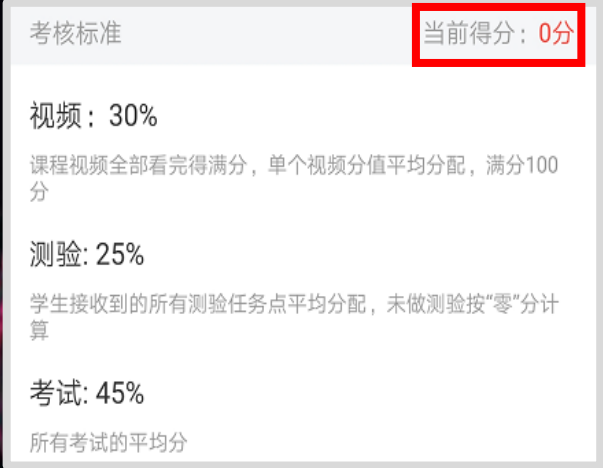 考核标准 当前得分：0分
视频：30%
课程视频全部看完得满分，单个视频分值平均分配，满分100
分
测验: 25%
学生接收到的所有测验任务点平均分配，未做测验按“零”分计
算
考试: 45%
所有考试的平均分